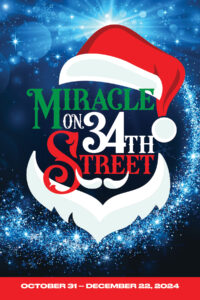 MIRACLE
ON 34TH
STREET
OCTOBER 31 – DECEMBER 22, 2024